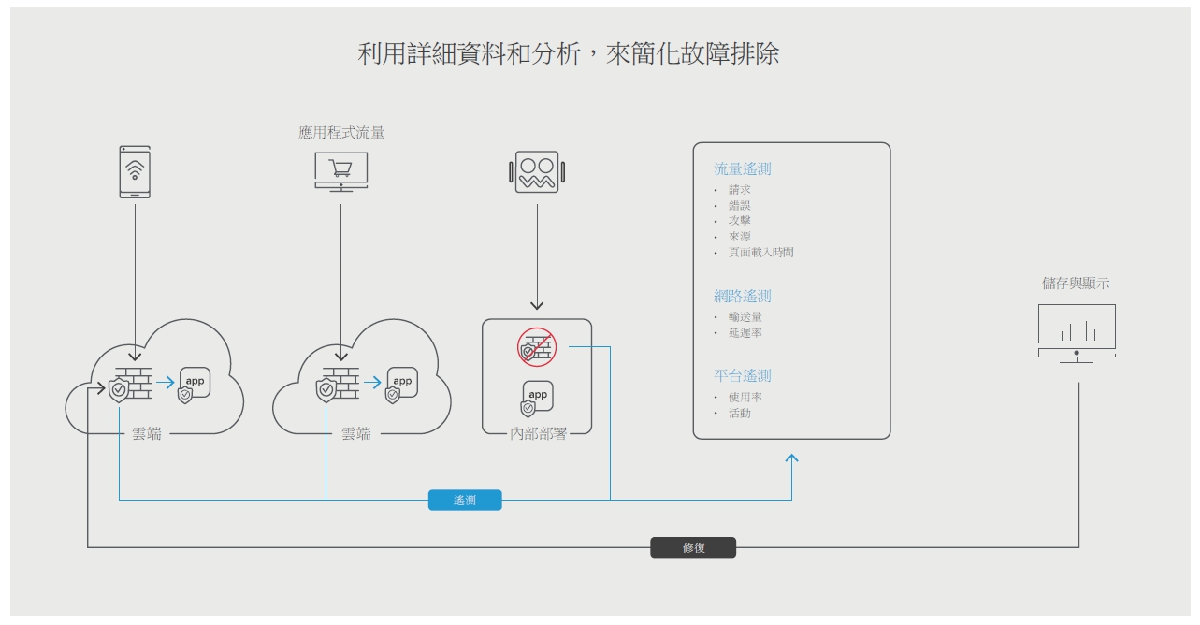 利用詳細資料和分析，來簡化故障排除
應用程式流量
流量遙測
· 請求
· 錯誤
· 攻擊
· 來源
· 頁面載入時間
網路遙測
· 輸送量
· 延遲率
平台遙測
· 使用率
· 活動
儲存與顯示
app
app
app
雲端
雲端
內部部署
遙測
修復